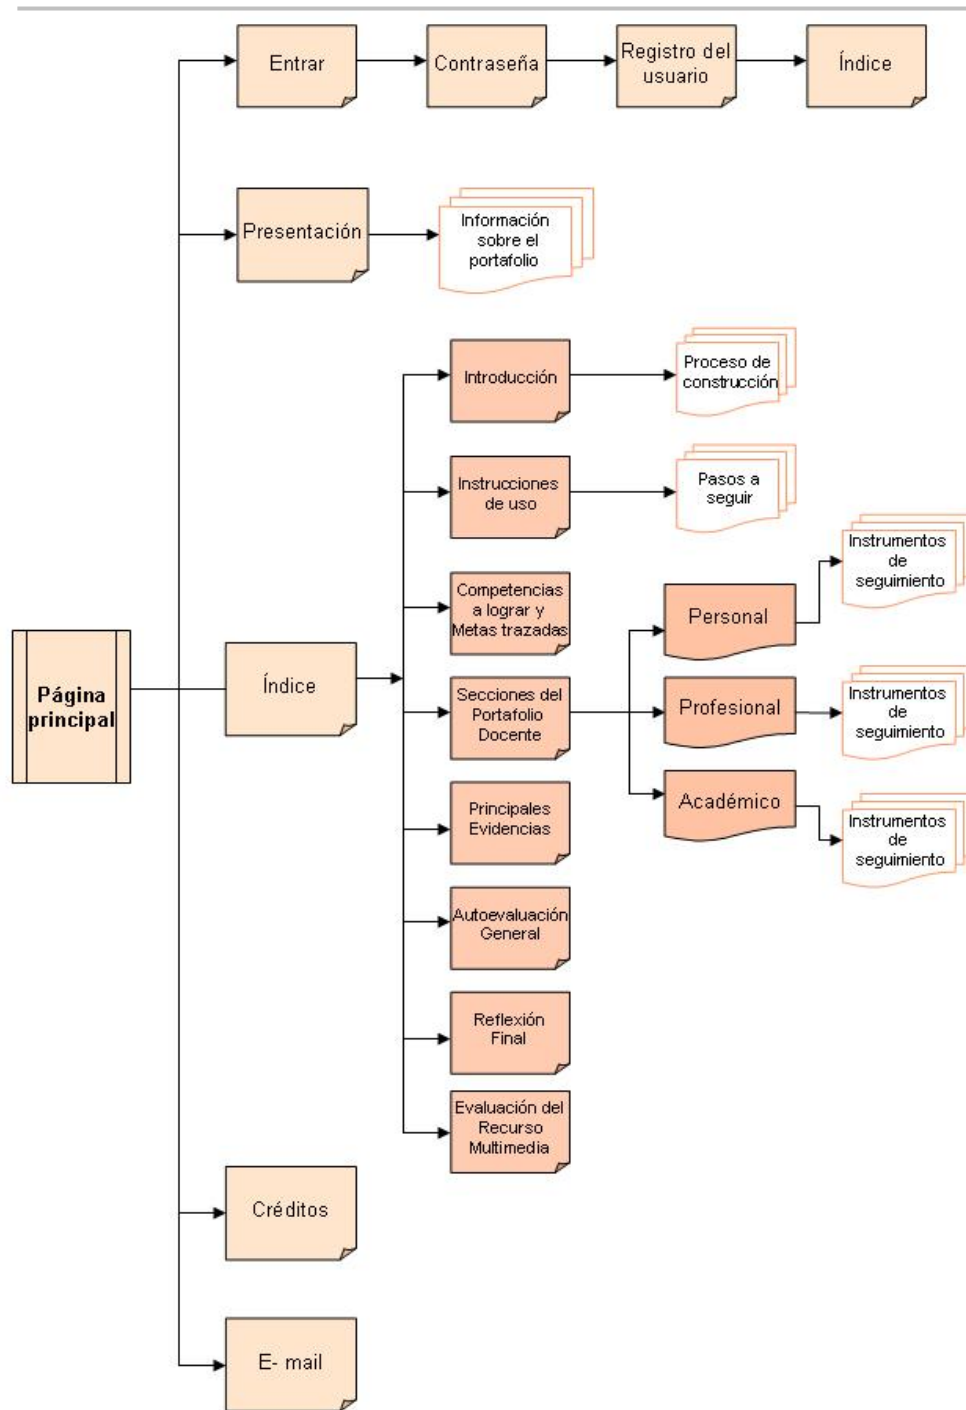 Entrar
Contraseña
Registro del
usuario
Índice
Presentación
Información
sobre el
portafolio
Introducción
Proceso de
construcción
Instrucciones
de uso
Pasos a
seguir
Competencias
a lograr y
Metas trazadas
Personal
Instrumentos
de
seguimiento
Página
principal
Índice
Secciones del
Portafolio
Docente
Profesional
Instrumentos
de
seguimiento
Académico
Instrumentos
de
seguimiento
Principales
Evidencias
Autoevaluación
General
Reflexión
Final
Evaluación del
Recurso
Multimedia
Créditos
E- mail